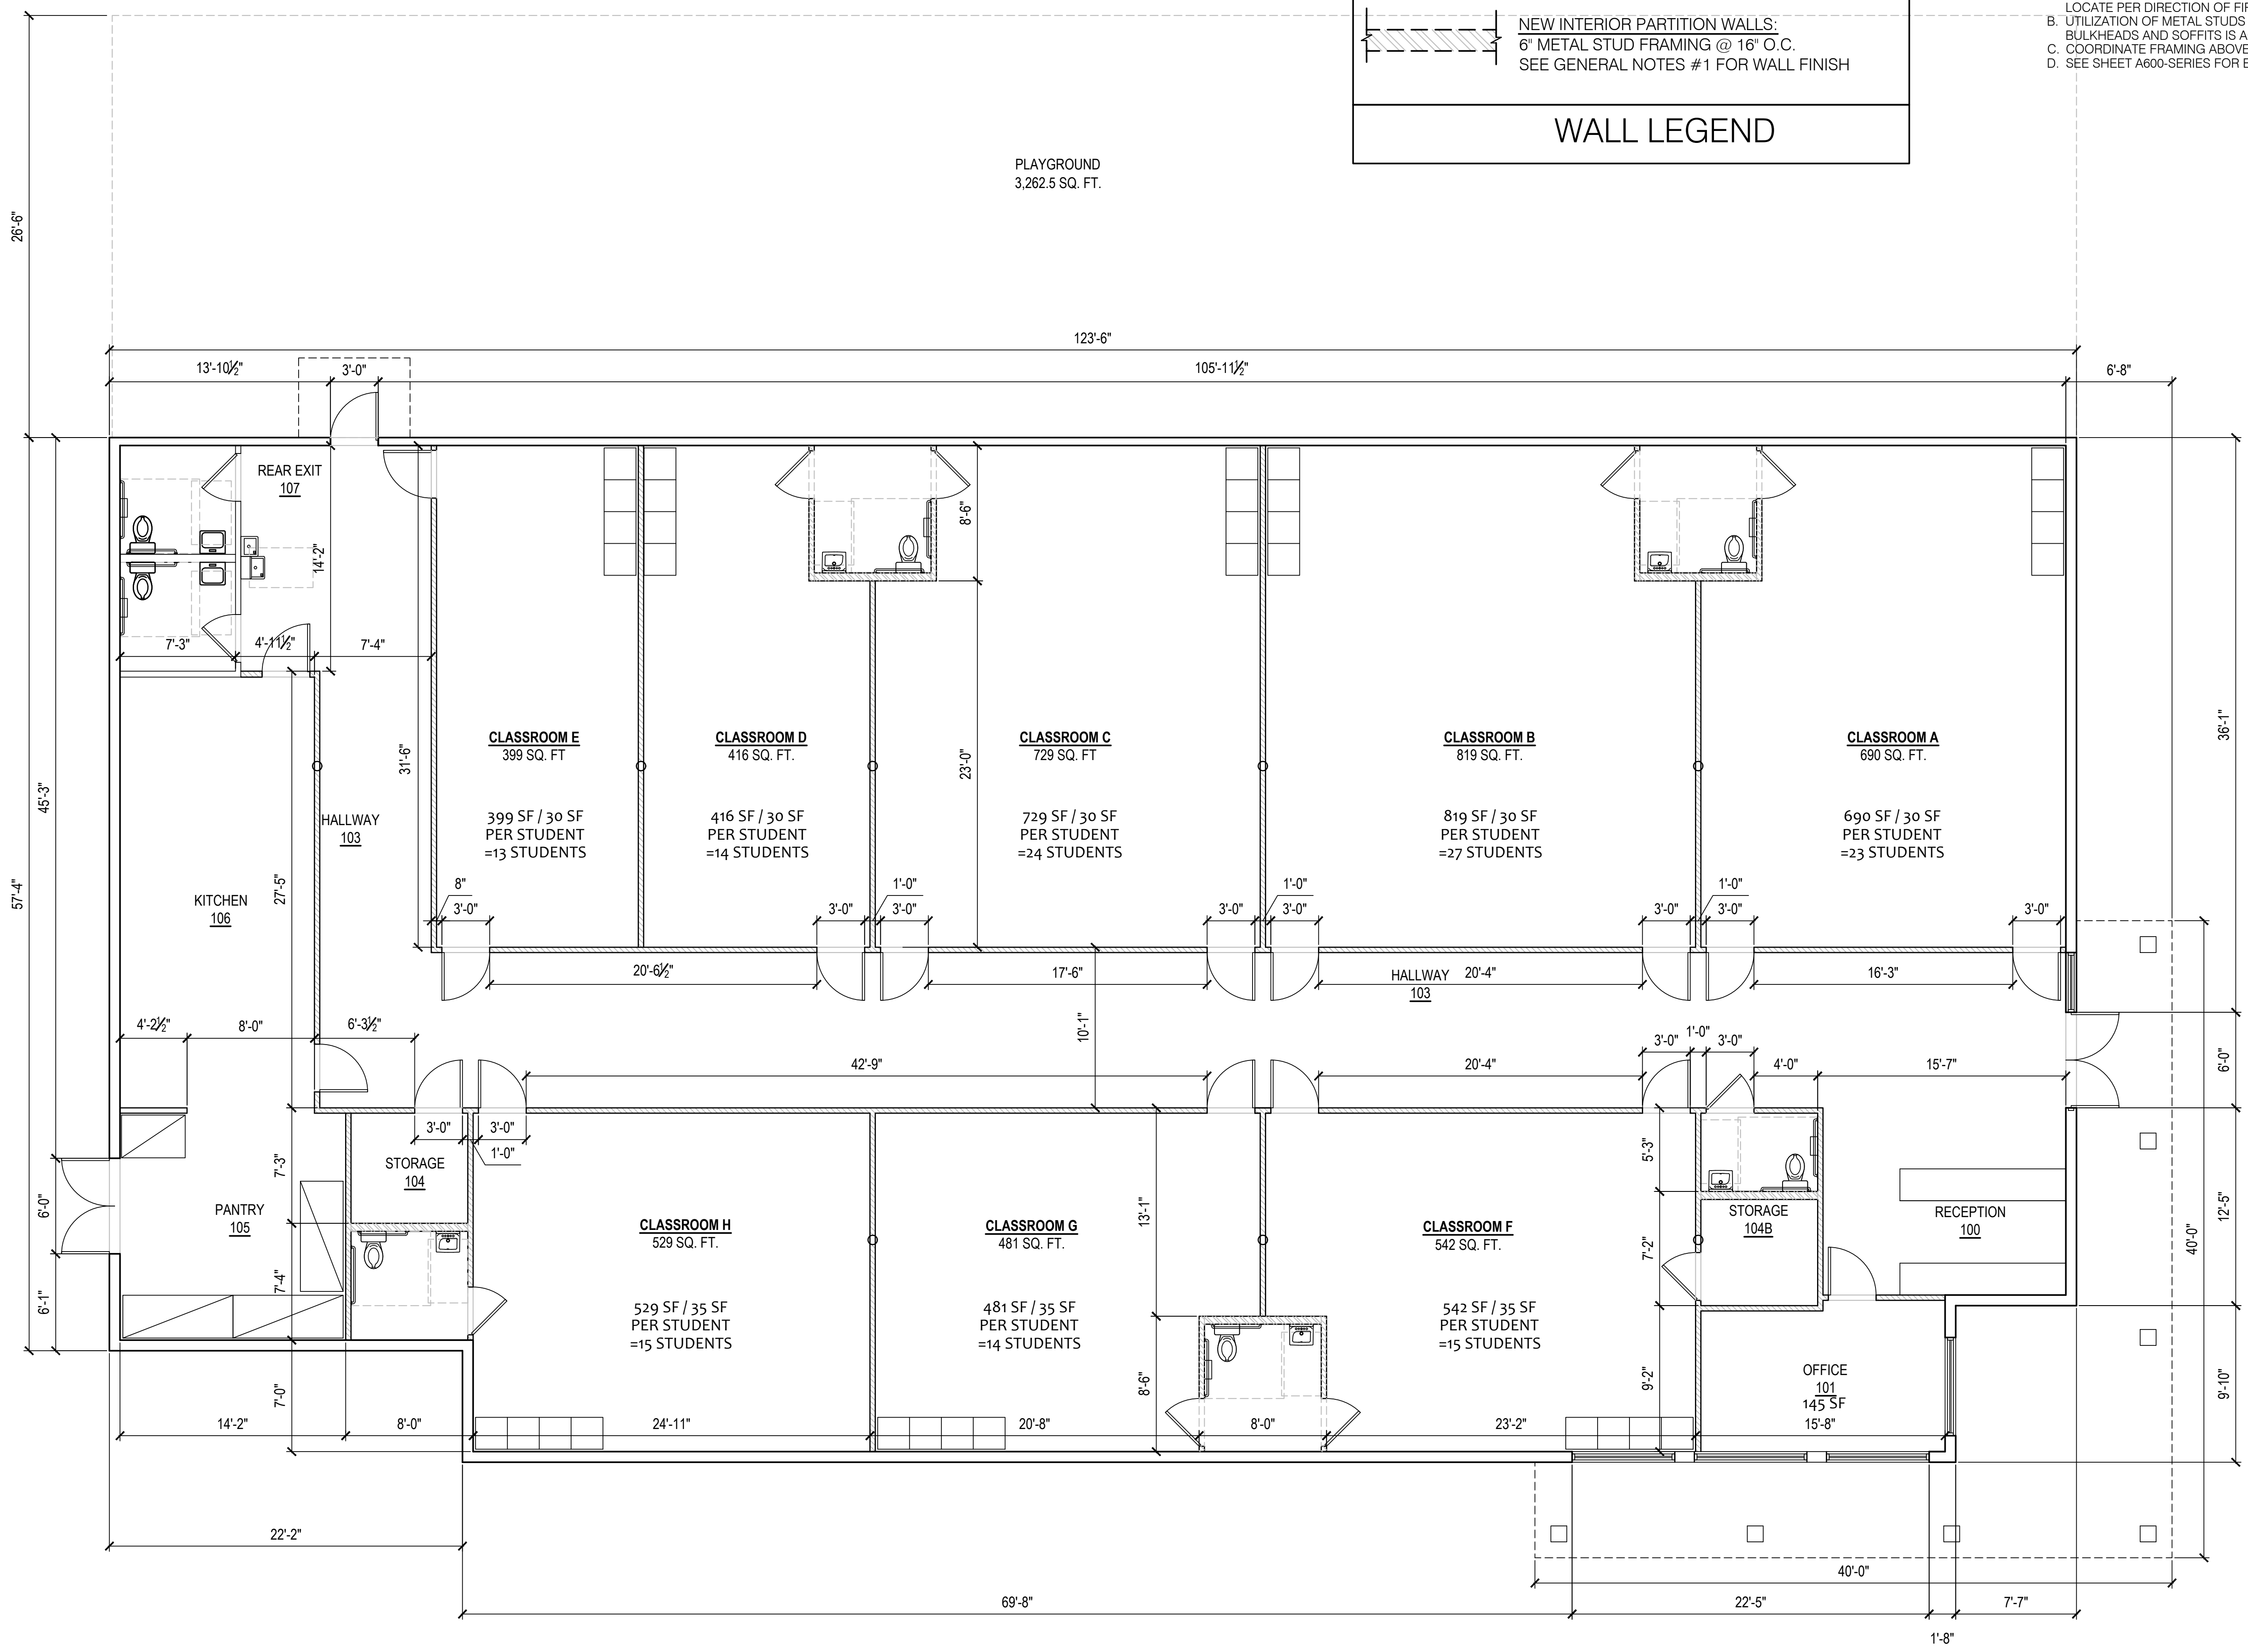 NEW INTERIOR PARTITION WALLS:
6" METAL STUD FRAMING @ 16" O.C.
SEE GENERAL NOTES #1 FOR WALL FINISH
WALL LEGEND
LOCATE PER DIRECTION OF
B. UTILIZATION OF METAL STUDS
BULKHEADS AND SOFFITS IS
C. COORDINATE FRAMING ABOVE
D. SEE SHEET A600-SERIES FOR
PLAYGROUND
3,262.5 SQ. FT.
26'-6"
123'-6"
13'-10½"
3'-0"
105'-11½"
6'-8"
REAR EXIT
107
14'-2"
8'-6"
7'-3"
4'-11½"
7'-4"
36'-1"
45'-3"
57'-4"
31'-6"
23'-0"
CLASSROOM E
399 SQ. FT
CLASSROOM D
416 SQ. FT.
CLASSROOM C
729 SQ. FT
CLASSROOM B
819 SQ. FT.
CLASSROOM A
690 SQ. FT.
HALLWAY
103
399 SF / 30 SF
PER STUDENT
=13 STUDENTS
416 SF / 30 SF
PER STUDENT
=14 STUDENTS
729 SF / 30 SF
PER STUDENT
=24 STUDENTS
819 SF / 30 SF
PER STUDENT
=27 STUDENTS
690 SF / 30 SF
PER STUDENT
=23 STUDENTS
KITCHEN
106
27'-5"
8"
3'-0"
3'-0"
1'-0"
3'-0"
3'-0"
1'-0"
3'-0"
3'-0"
1'-0"
3'-0"
3'-0"
20'-6½"
17'-6"
HALLWAY
103
20'-4"
16'-3"
4'-2½"
8'-0"
6'-3½"
10'-1"
42'-9"
20'-4"
3'-0"
1'-0"
3'-0"
4'-0"
15'-7"
6'-0"
3'-0"
3'-0"
1'-0"
STORAGE
104
7'-3"
5'-3"
PANTRY
105
6'-0"
CLASSROOM H
529 SQ. FT.
CLASSROOM G
481 SQ. FT.
13'-1"
CLASSROOM F
542 SQ. FT.
STORAGE
104B
7'-2"
RECEPTION
100
12'-5"
40'-0"
7'-4"
6'-1"
529 SF / 35 SF
PER STUDENT
=15 STUDENTS
481 SF / 35 SF
PER STUDENT
=14 STUDENTS
542 SF / 35 SF
PER STUDENT
=15 STUDENTS
OFFICE
101
145 SF
9'-2"
8'-6"
9'-10"
7'-0"
14'-2"
8'-0"
24'-11"
20'-8"
8'-0"
23'-2"
15'-8"
22'-2"
40'-0"
69'-8"
22'-5"
7'-7"
1'-8"